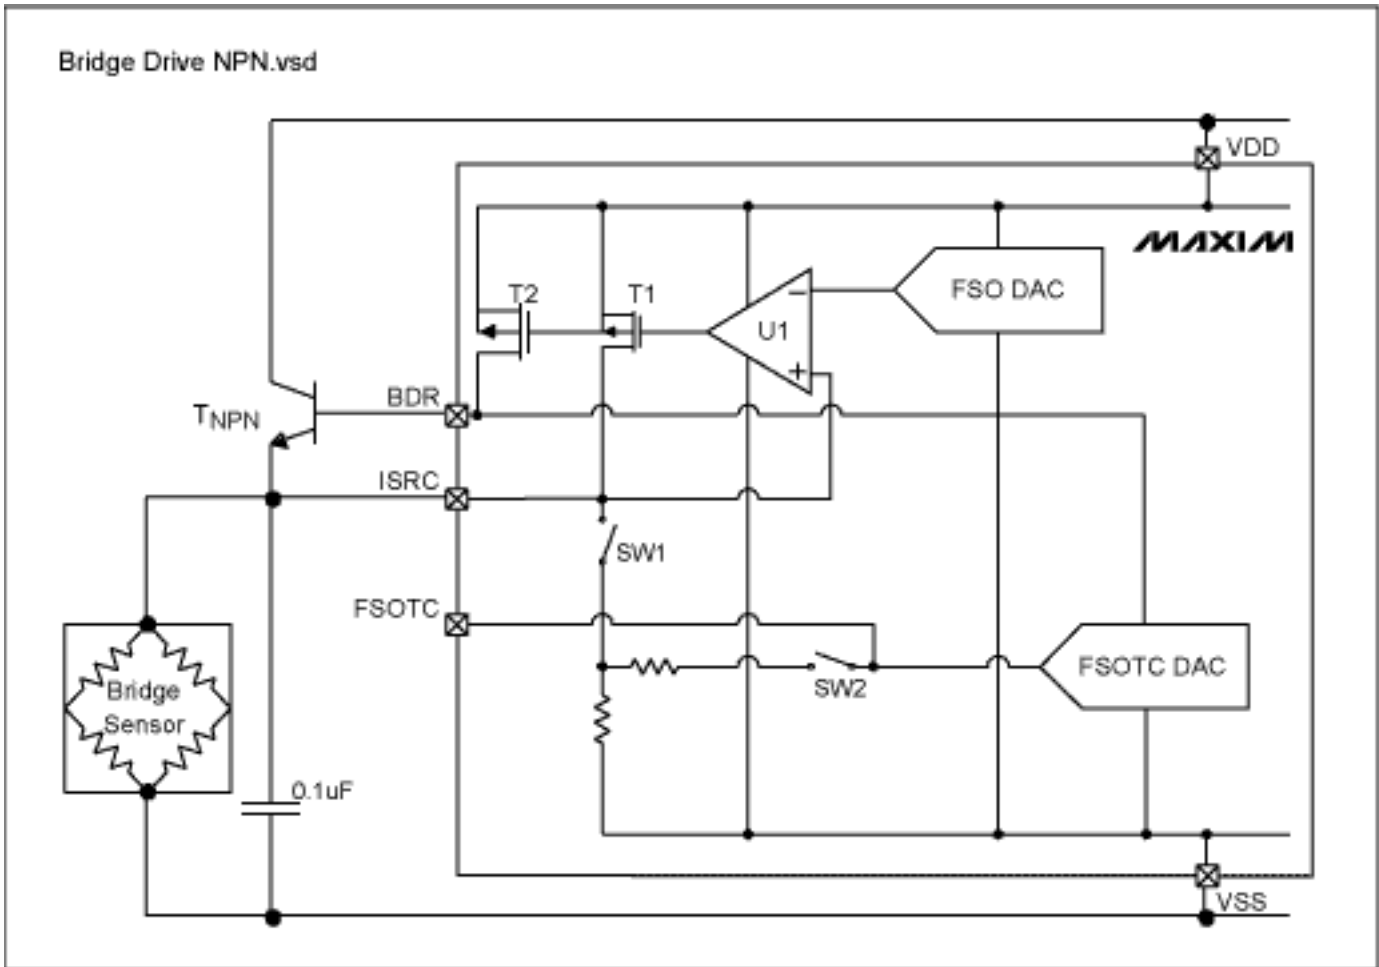 Bridge Drive NPN.vsd
VDD
MAXIM
FSO DAC
T2
T1
U1
−
+
BDR
TNPN
ISRC
SW1
FSOTC
FSOTC DAC
SW2
Bridge
Sensor
0.1uF
VSS